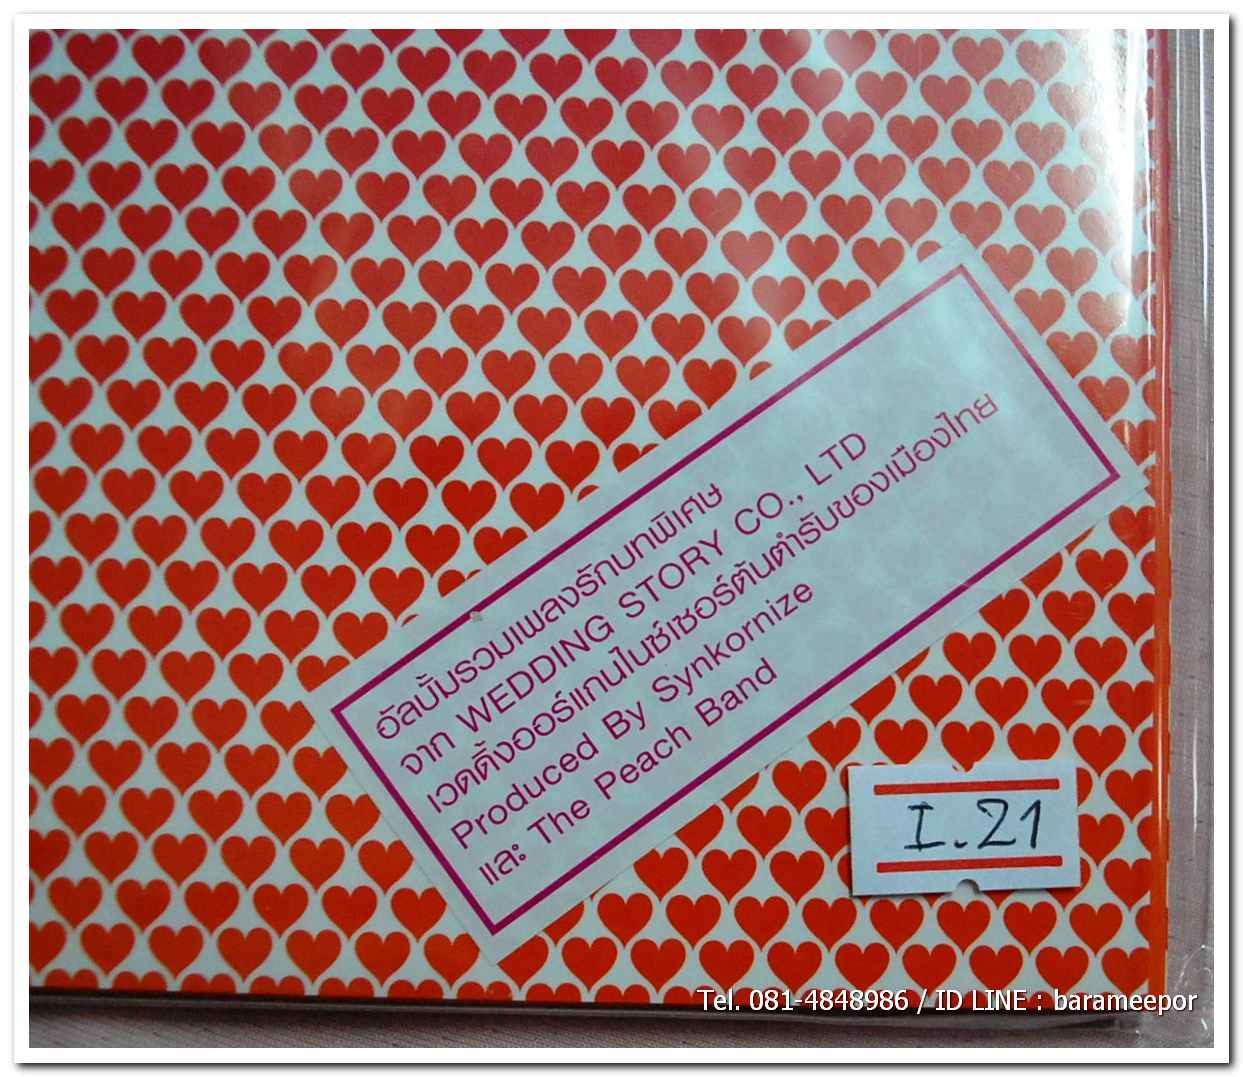 อัลบั้มรวมเพลงรักบทพิเศษ
จาก WEDDING STORY CO., LTD
เวดดิ้งออร์แกนไนซ์เซอร์ต้นตำรับของเมืองไทย
Produced By Synkornize
และ The Peach Band
I.21
Tel. 081-4848986 / ID LINE : barameepor